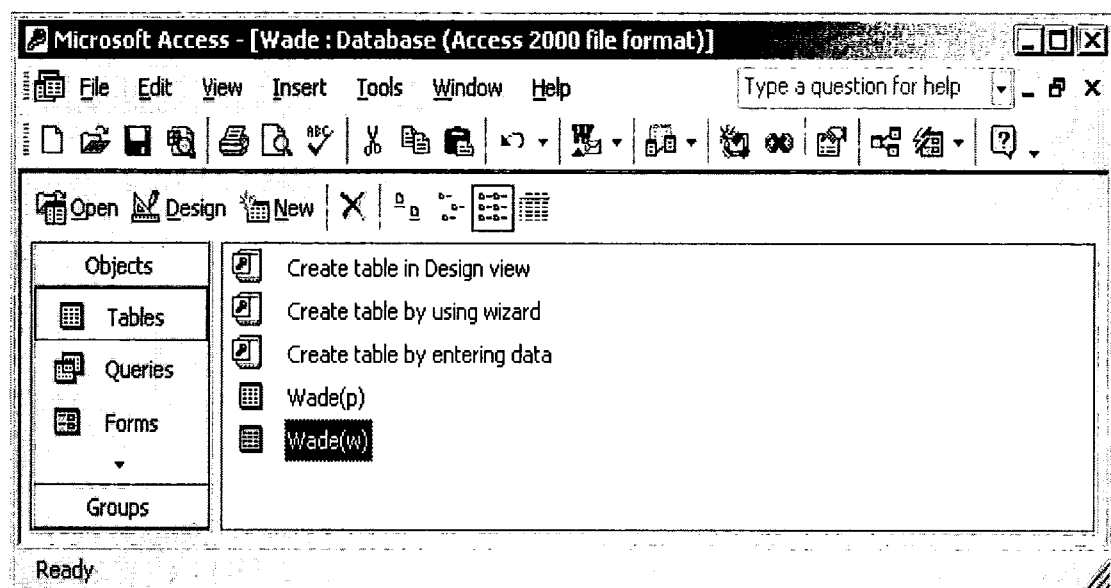 Microsoft Access - [Wade : Database (Access 2000 file format)]
File Edit View Insert Tools Window Help Type a question for help
Open Design New
Objects
Tables
Queries
Forms
Groups
Create table in Design view
Create table by using wizard
Create table by entering data
Wade(p)
Wade(w)
Ready